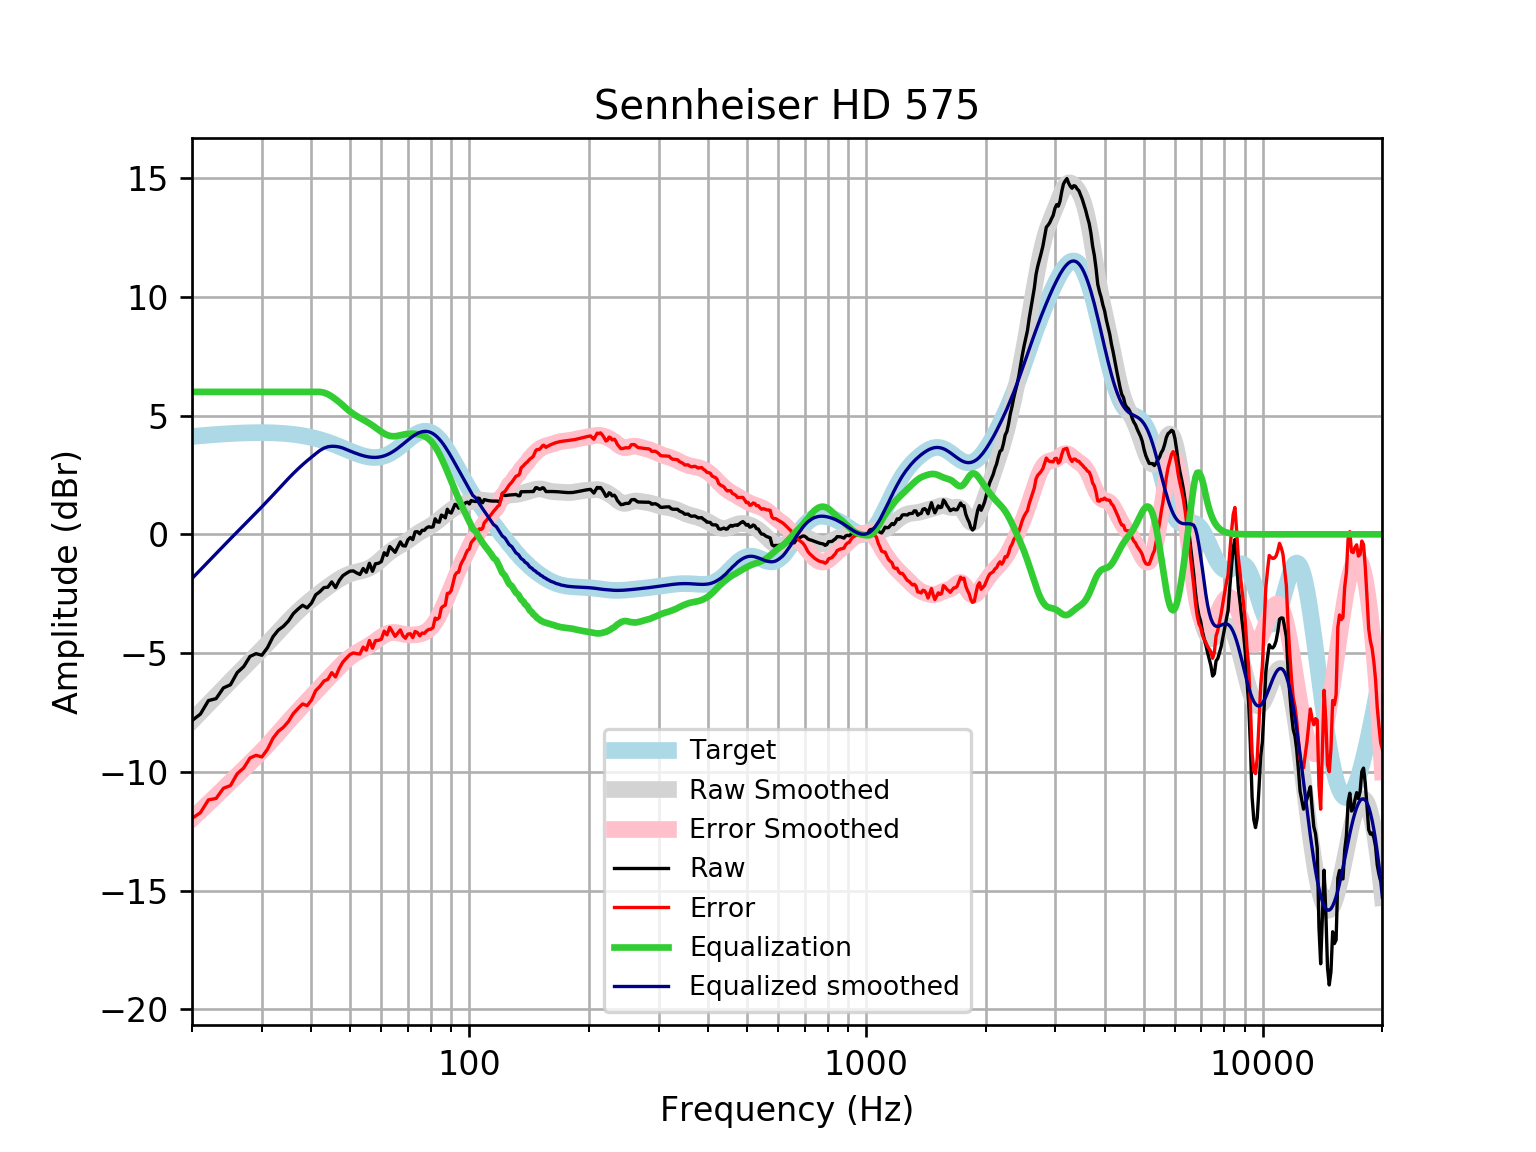 Sennheiser HD 575
15
10
5
0
−5
−10
−15
−20
Amplitude (dBr)
Target
Raw Smoothed
Error Smoothed
Raw
Error
Equalization
Equalized smoothed
100
1000
10000
Frequency (Hz)